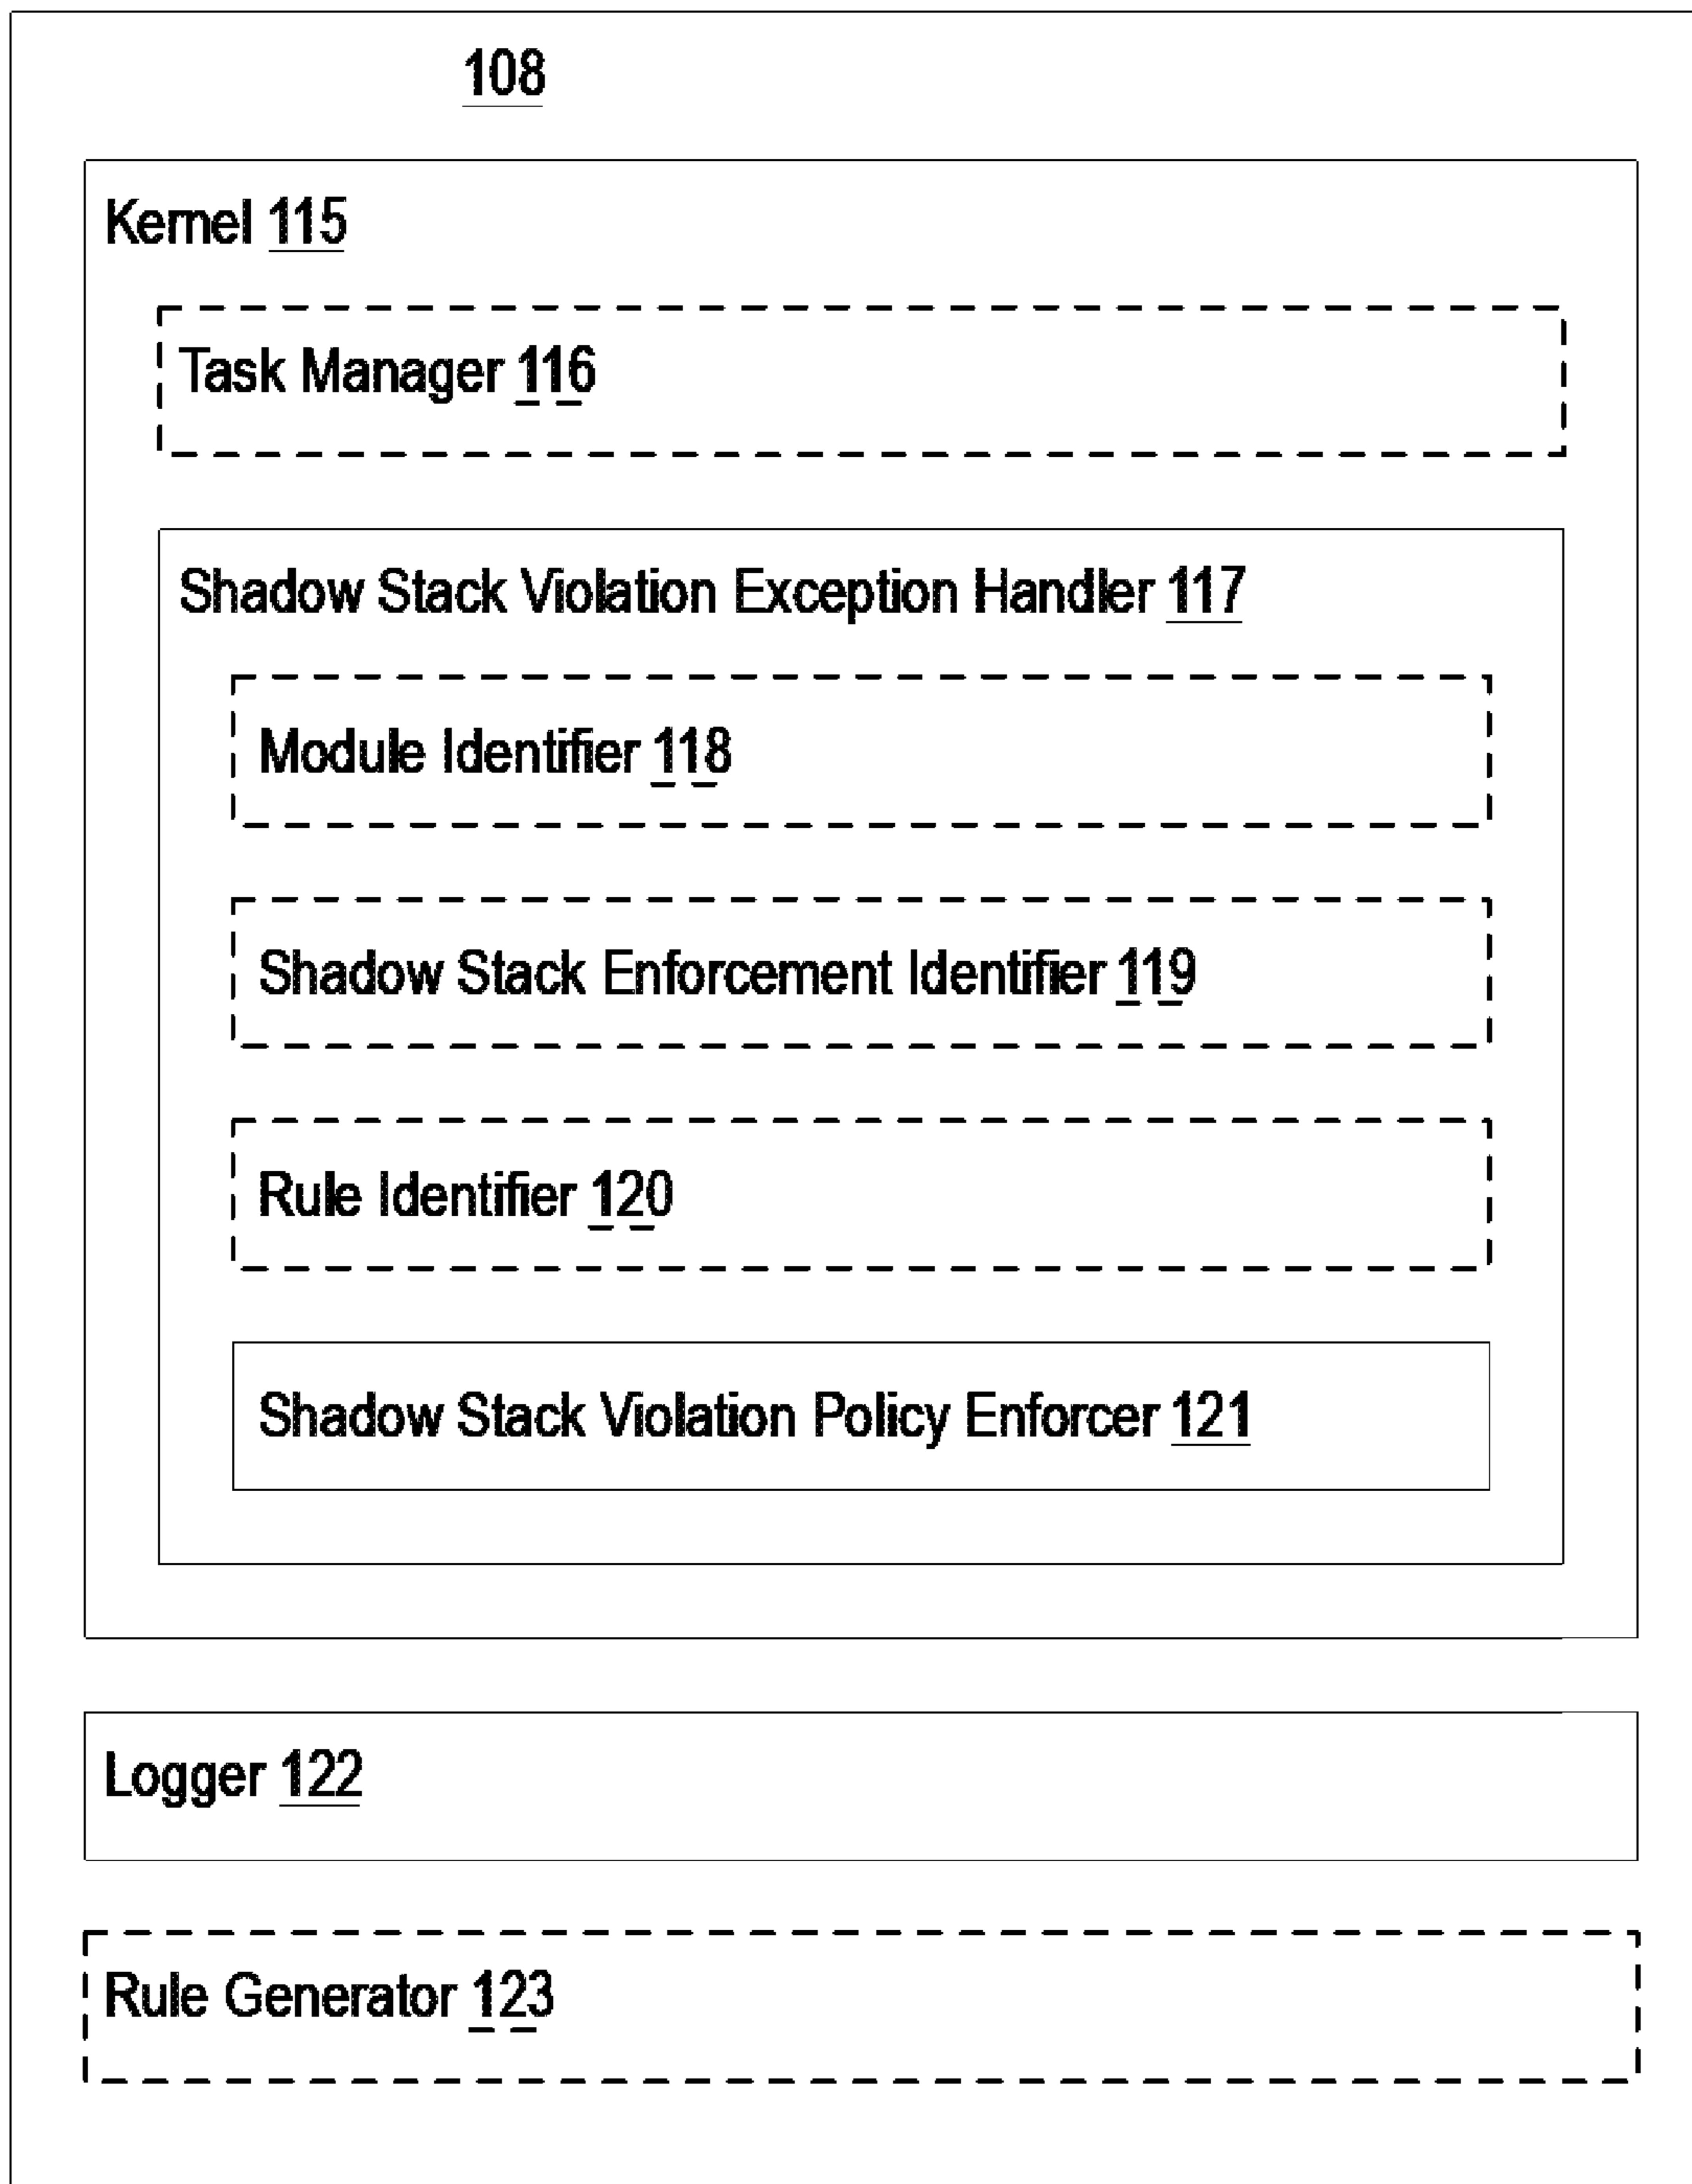 108
Kernel 115
Task Manager 116
Shadow Stack Violation Exception Handler 117
Module Identifier 118
Shadow Stack Enforcement Identifier 119
Rule Identifier 120
Shadow Stack Violation Policy Enforcer 121
Logger 122
Rule Generator 123